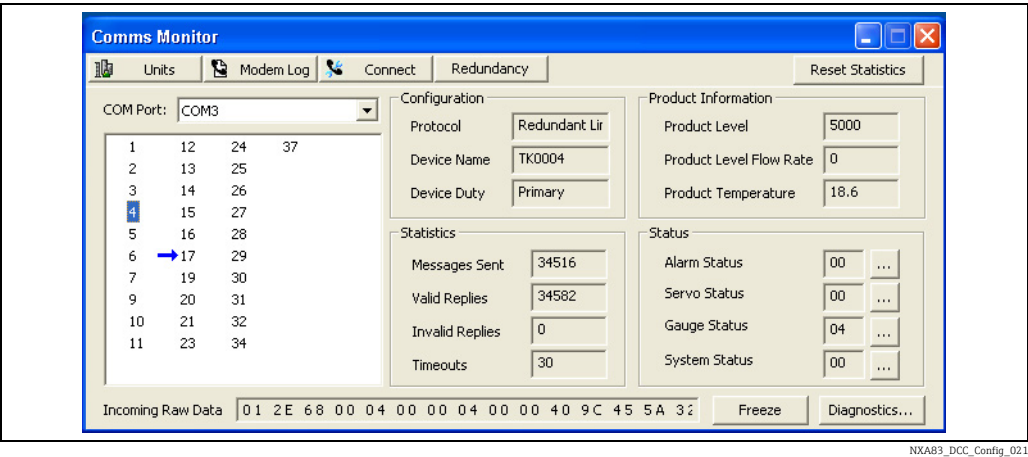 Comms Monitor
Units Modem Log Connect Redundancy Reset Statistics
COM Port: COM3
1 12 24 37
2 13 25
3 14 26
4 15 27
5 16 28
6 17 29
7 19 30
9 20 31
10 21 32
11 23 34
Configuration
Protocol Redundant Lir
Device Name TK0004
Device Duty Primary
Product Information
Product Level 5000
Product Level Flow Rate 0
Product Temperature 18.6
Statistics
Messages Sent 34516
Valid Replies 34582
Invalid Replies 0
Timeouts 30
Status
Alarm Status 00 ...
Servo Status 00 ...
Gauge Status 04 ...
System Status 00 ...
Incoming Raw Data 01 2E 68 00 04 00 00 04 00 00 40 9C 45 5A 32 Freeze Diagnostics...
NXA83_DCC_Config_021